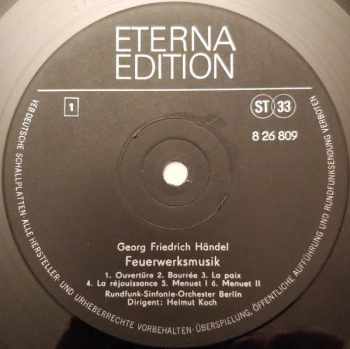 ETERNA
EDITION
1
ST 33
8 26 809
Georg Friedrich Händel
Feuerwerksmusik
1. Ouvertüre 2. Bourrée 3. La paix
4. La réjouissance 5. Menuet I 6. Menuet II
Rundfunk-Sinfonie-Orchester Berlin
Dirigent: Helmut Koch
VEB DEUTSCHE SCHALLPLATTEN · ALLE HERSTELLER- UND URHEBERRECHTE VORBEHALTEN · ÜBERSPIELUNG, ÖFFENTLICHE AUFFÜHRUNG UND RUNDFUNKSENDUNG VERBOTEN